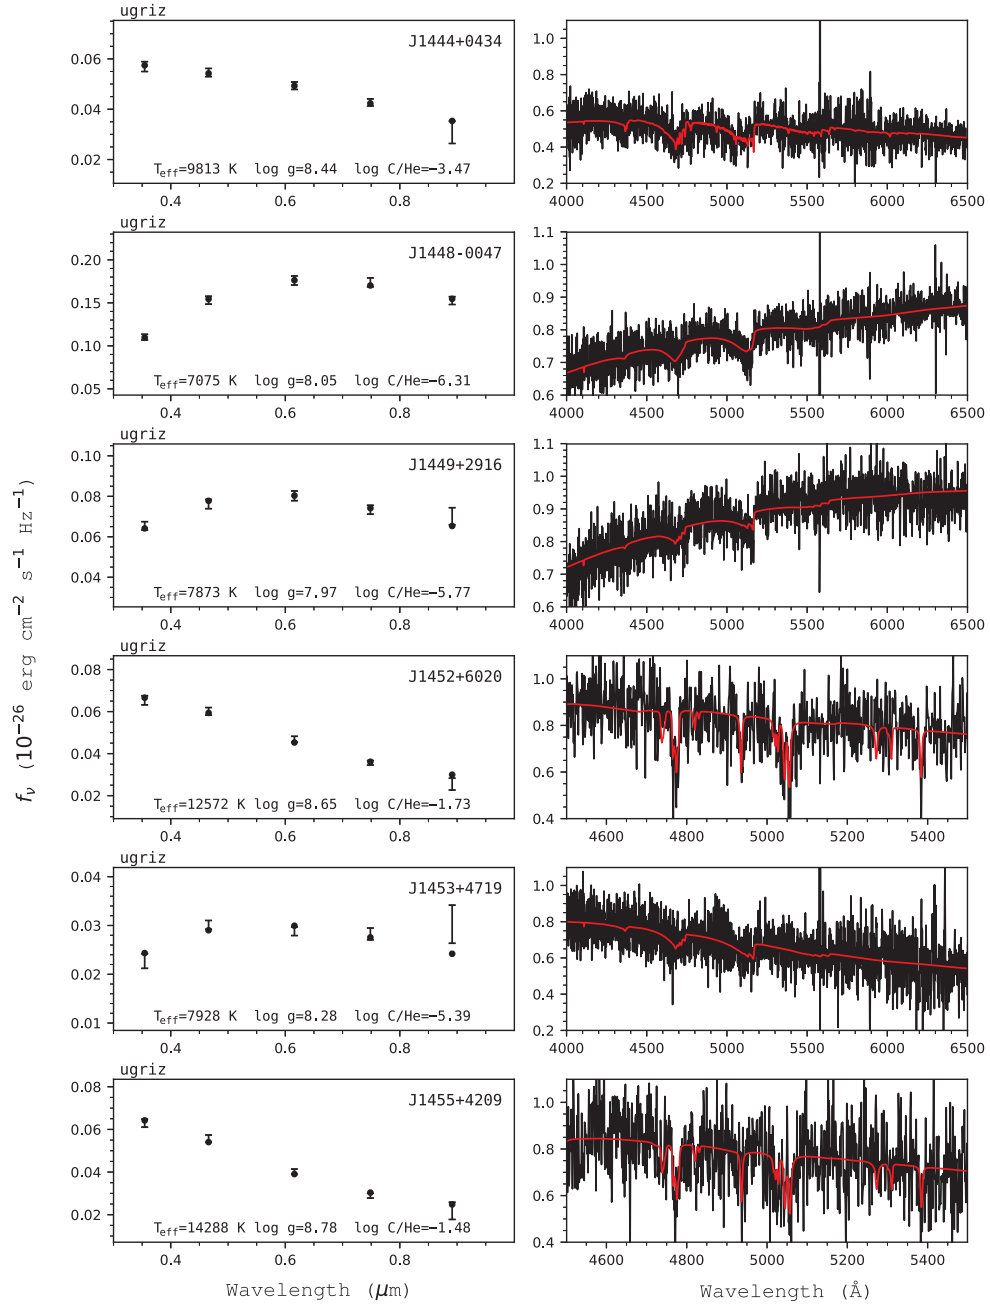 ugriz
J1444+0434
0.06
0.04
0.02
T_eff=9813 K log g=8.44 log C/He=−3.47
0.4 0.6 0.8
1.0
0.8
0.6
0.4
0.2
4000 4500 5000 5500 6000 6500
ugriz
J1448-0047
0.20
0.15
0.10
0.05
T_eff=7075 K log g=8.05 log C/He=−6.31
0.4 0.6 0.8
1.1
1.0
0.9
0.8
0.7
0.6
4000 4500 5000 5500 6000 6500
ugriz
J1449+2916
0.10
0.08
0.06
0.04
T_eff=7873 K log g=7.97 log C/He=−5.77
0.4 0.6 0.8
1.1
1.0
0.9
0.8
0.7
0.6
4000 4500 5000 5500 6000 6500
f_ν (10⁻²⁶ erg cm⁻² s⁻¹ Hz⁻¹)
ugriz
J1452+6020
0.08
0.06
0.04
0.02
T_eff=12572 K log g=8.65 log C/He=−1.73
0.4 0.6 0.8
1.0
0.8
0.6
0.4
4600 4800 5000 5200 5400
ugriz
J1453+4719
0.04
0.03
0.02
0.01
T_eff=7928 K log g=8.28 log C/He=−5.39
0.4 0.6 0.8
1.0
0.8
0.6
0.4
0.2
4000 4500 5000 5500 6000 6500
ugriz
J1455+4209
0.08
0.06
0.04
0.02
T_eff=14288 K log g=8.78 log C/He=−1.48
0.4 0.6 0.8
1.0
0.8
0.6
0.4
4600 4800 5000 5200 5400
Wavelength (μm)
Wavelength (Å)